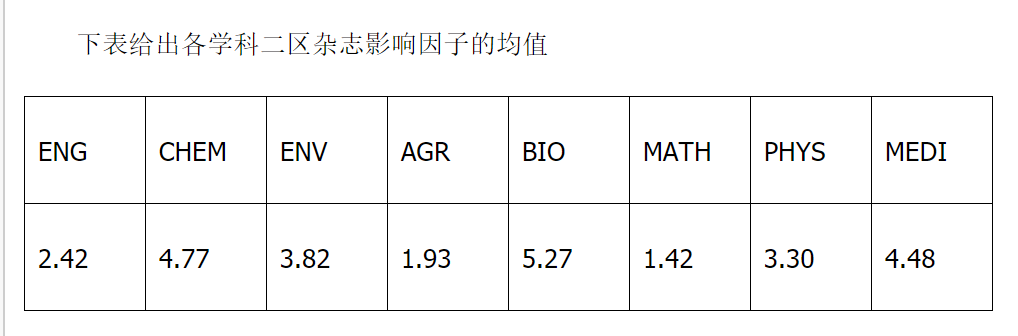 下表给出各学科二区杂志影响因子的均值
ENG CHEM ENV AGR BIO MATH PHYS MEDI
2.42 4.77 3.82 1.93 5.27 1.42 3.30 4.48